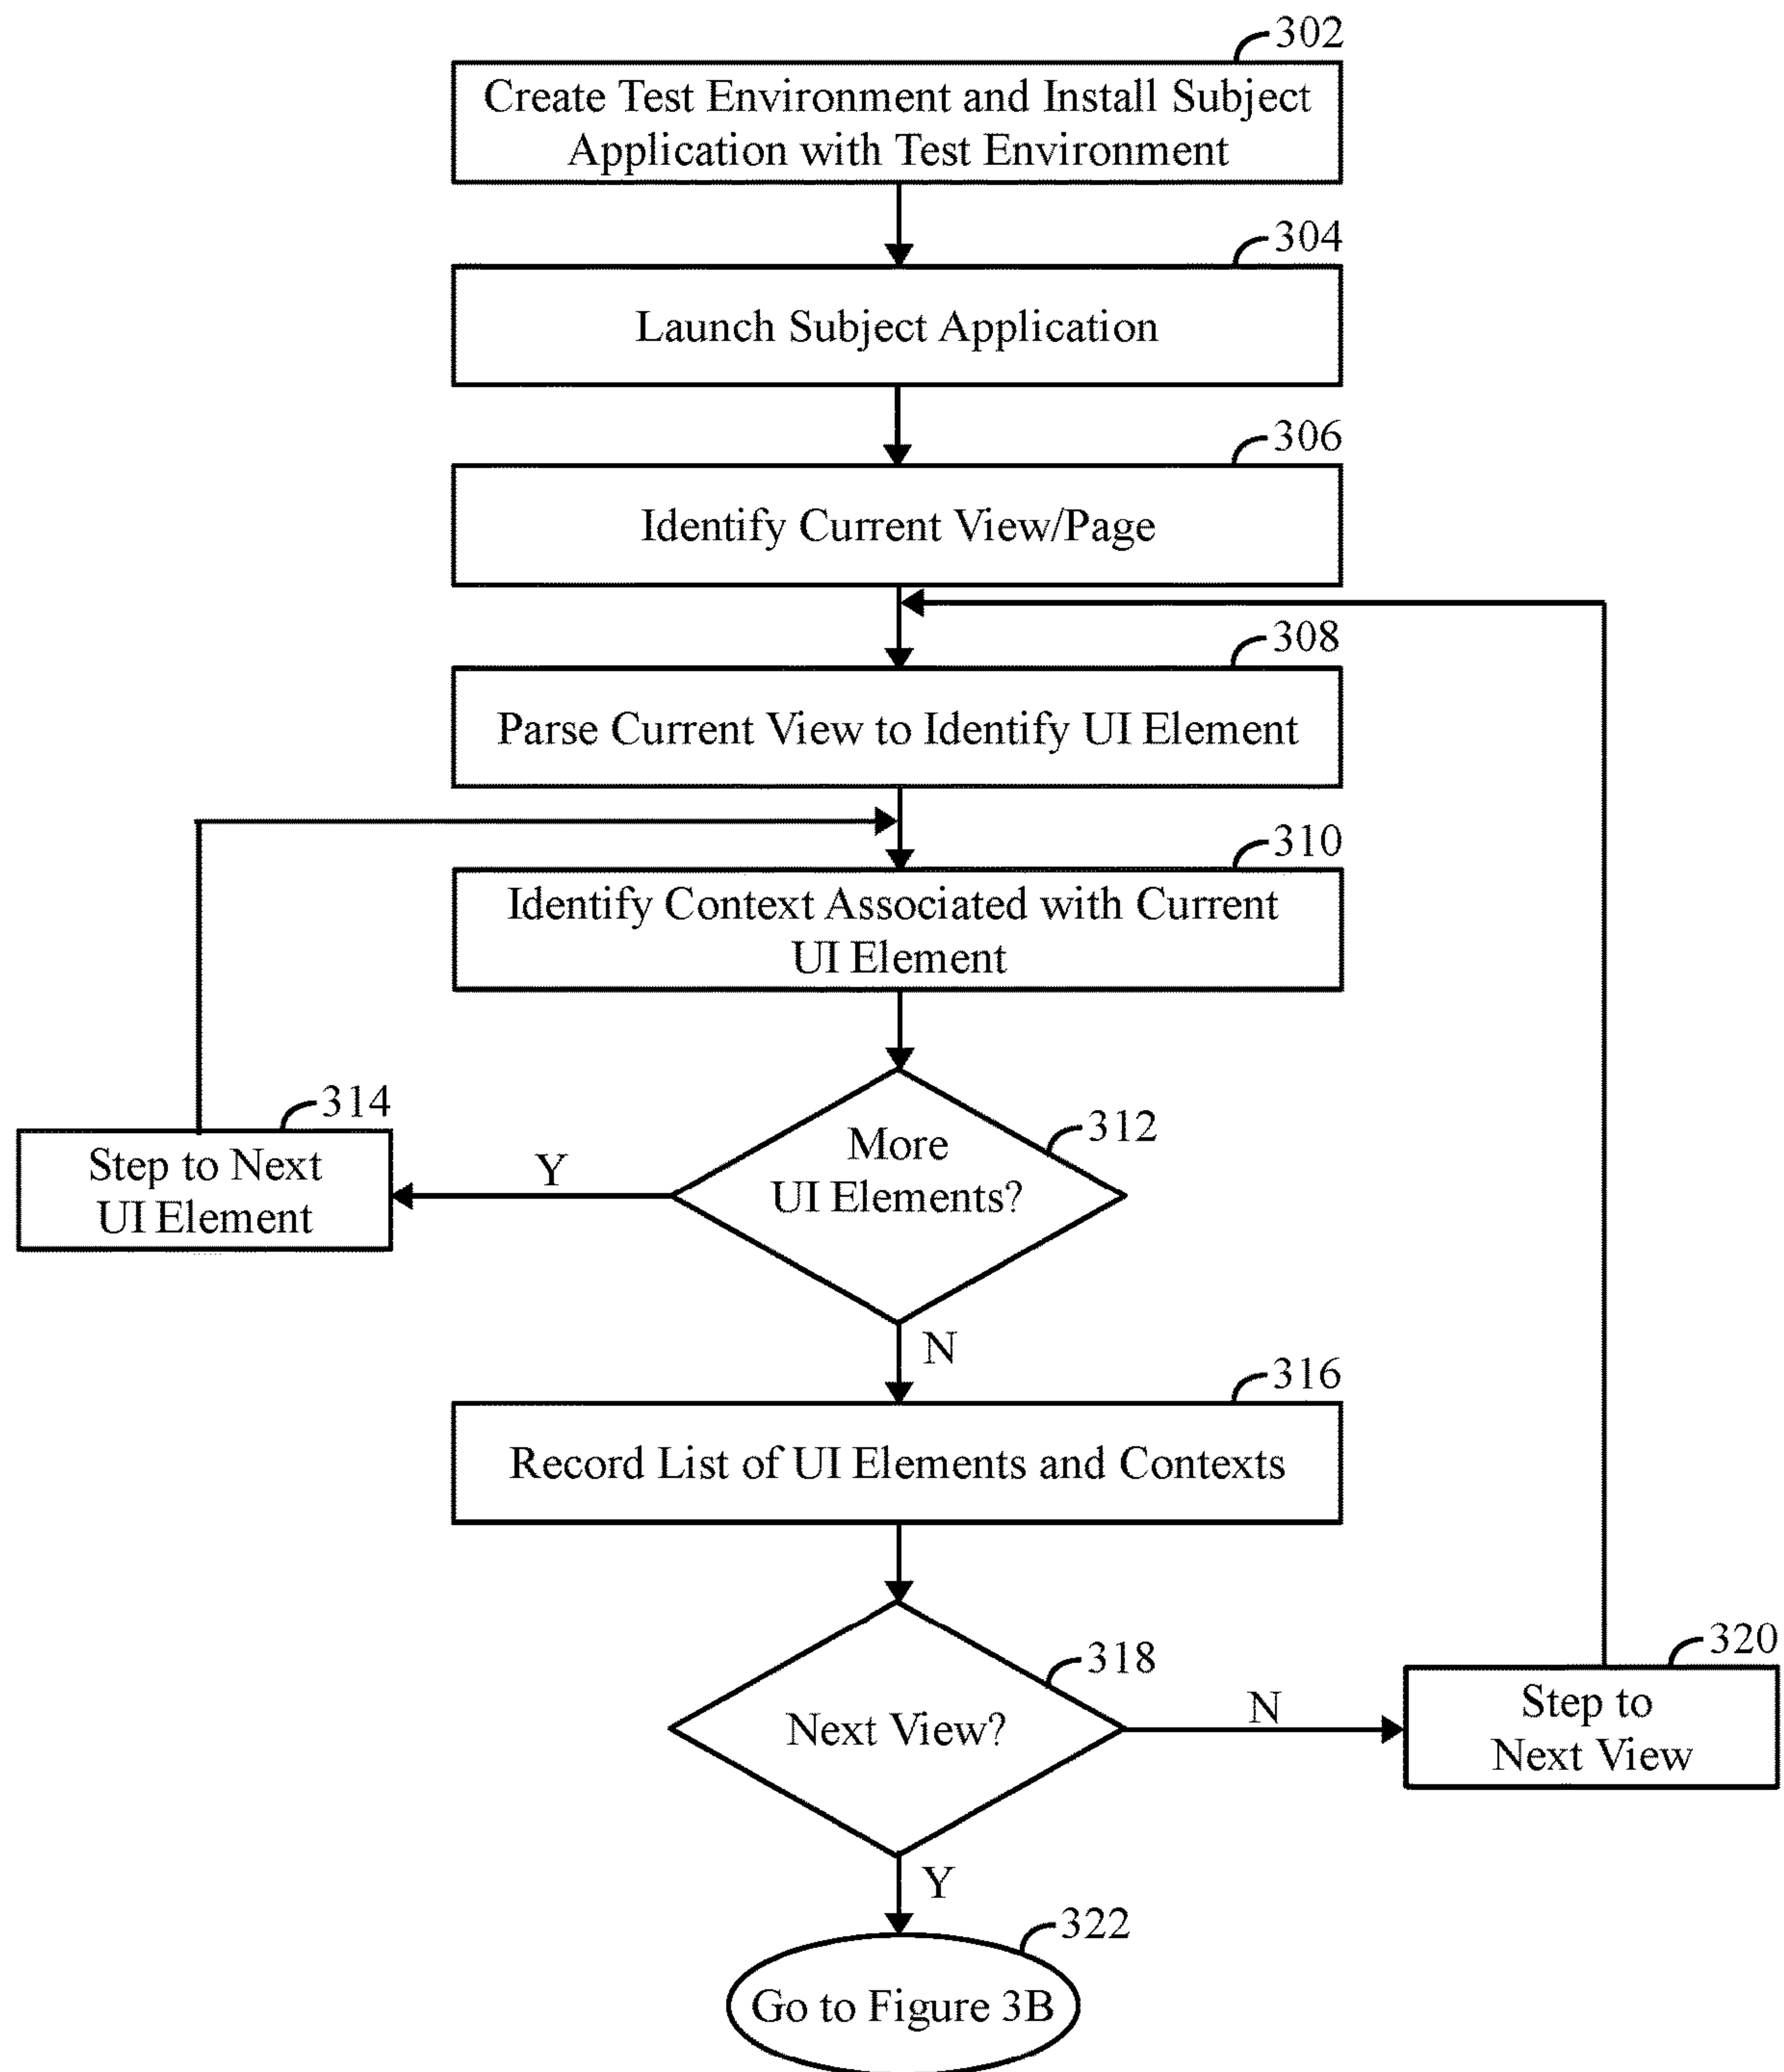 302
Create Test Environment and Install Subject
Application with Test Environment
304
Launch Subject Application
306
Identify Current View/Page
308
Parse Current View to Identify UI Element
310
Identify Context Associated with Current
UI Element
314
Step to Next
UI Element
Y
312
More
UI Elements?
N
316
Record List of UI Elements and Contexts
318
Next View?
N
320
Step to
Next View
Y
322
Go to Figure 3B